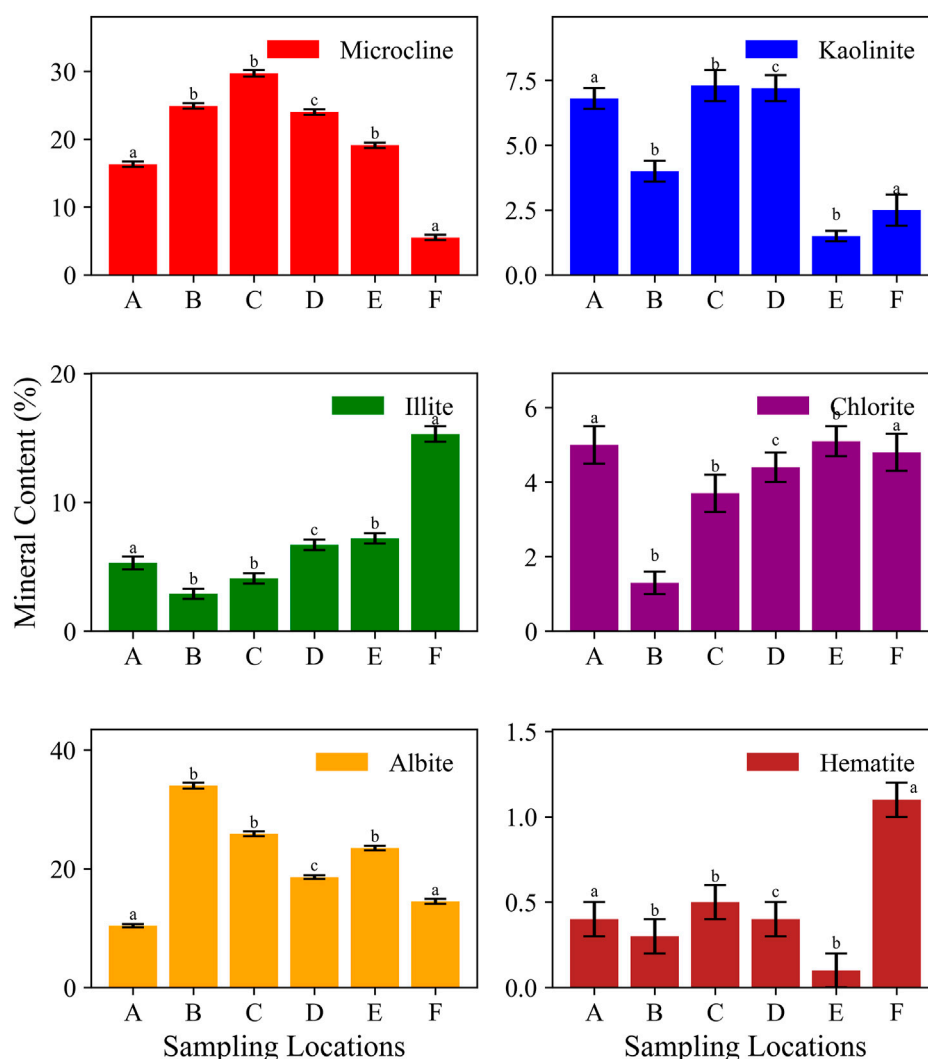 Microcline
30
20
10
0
a
b
b
c
b
a
A B C D E F
Kaolinite
7.5
5.0
2.5
0.0
a
b
b
c
b
a
A B C D E F
Mineral Content (%)
Illite
20
10
0
a
b
b
c
b
a
A B C D E F
Chlorite
6
4
2
0
a
b
b
c
b
a
A B C D E F
Albite
40
20
0
a
b
b
c
b
a
A B C D E F
Sampling Locations
Hematite
1.5
1.0
0.5
0.0
a
b
b
c
b
a
A B C D E F
Sampling Locations